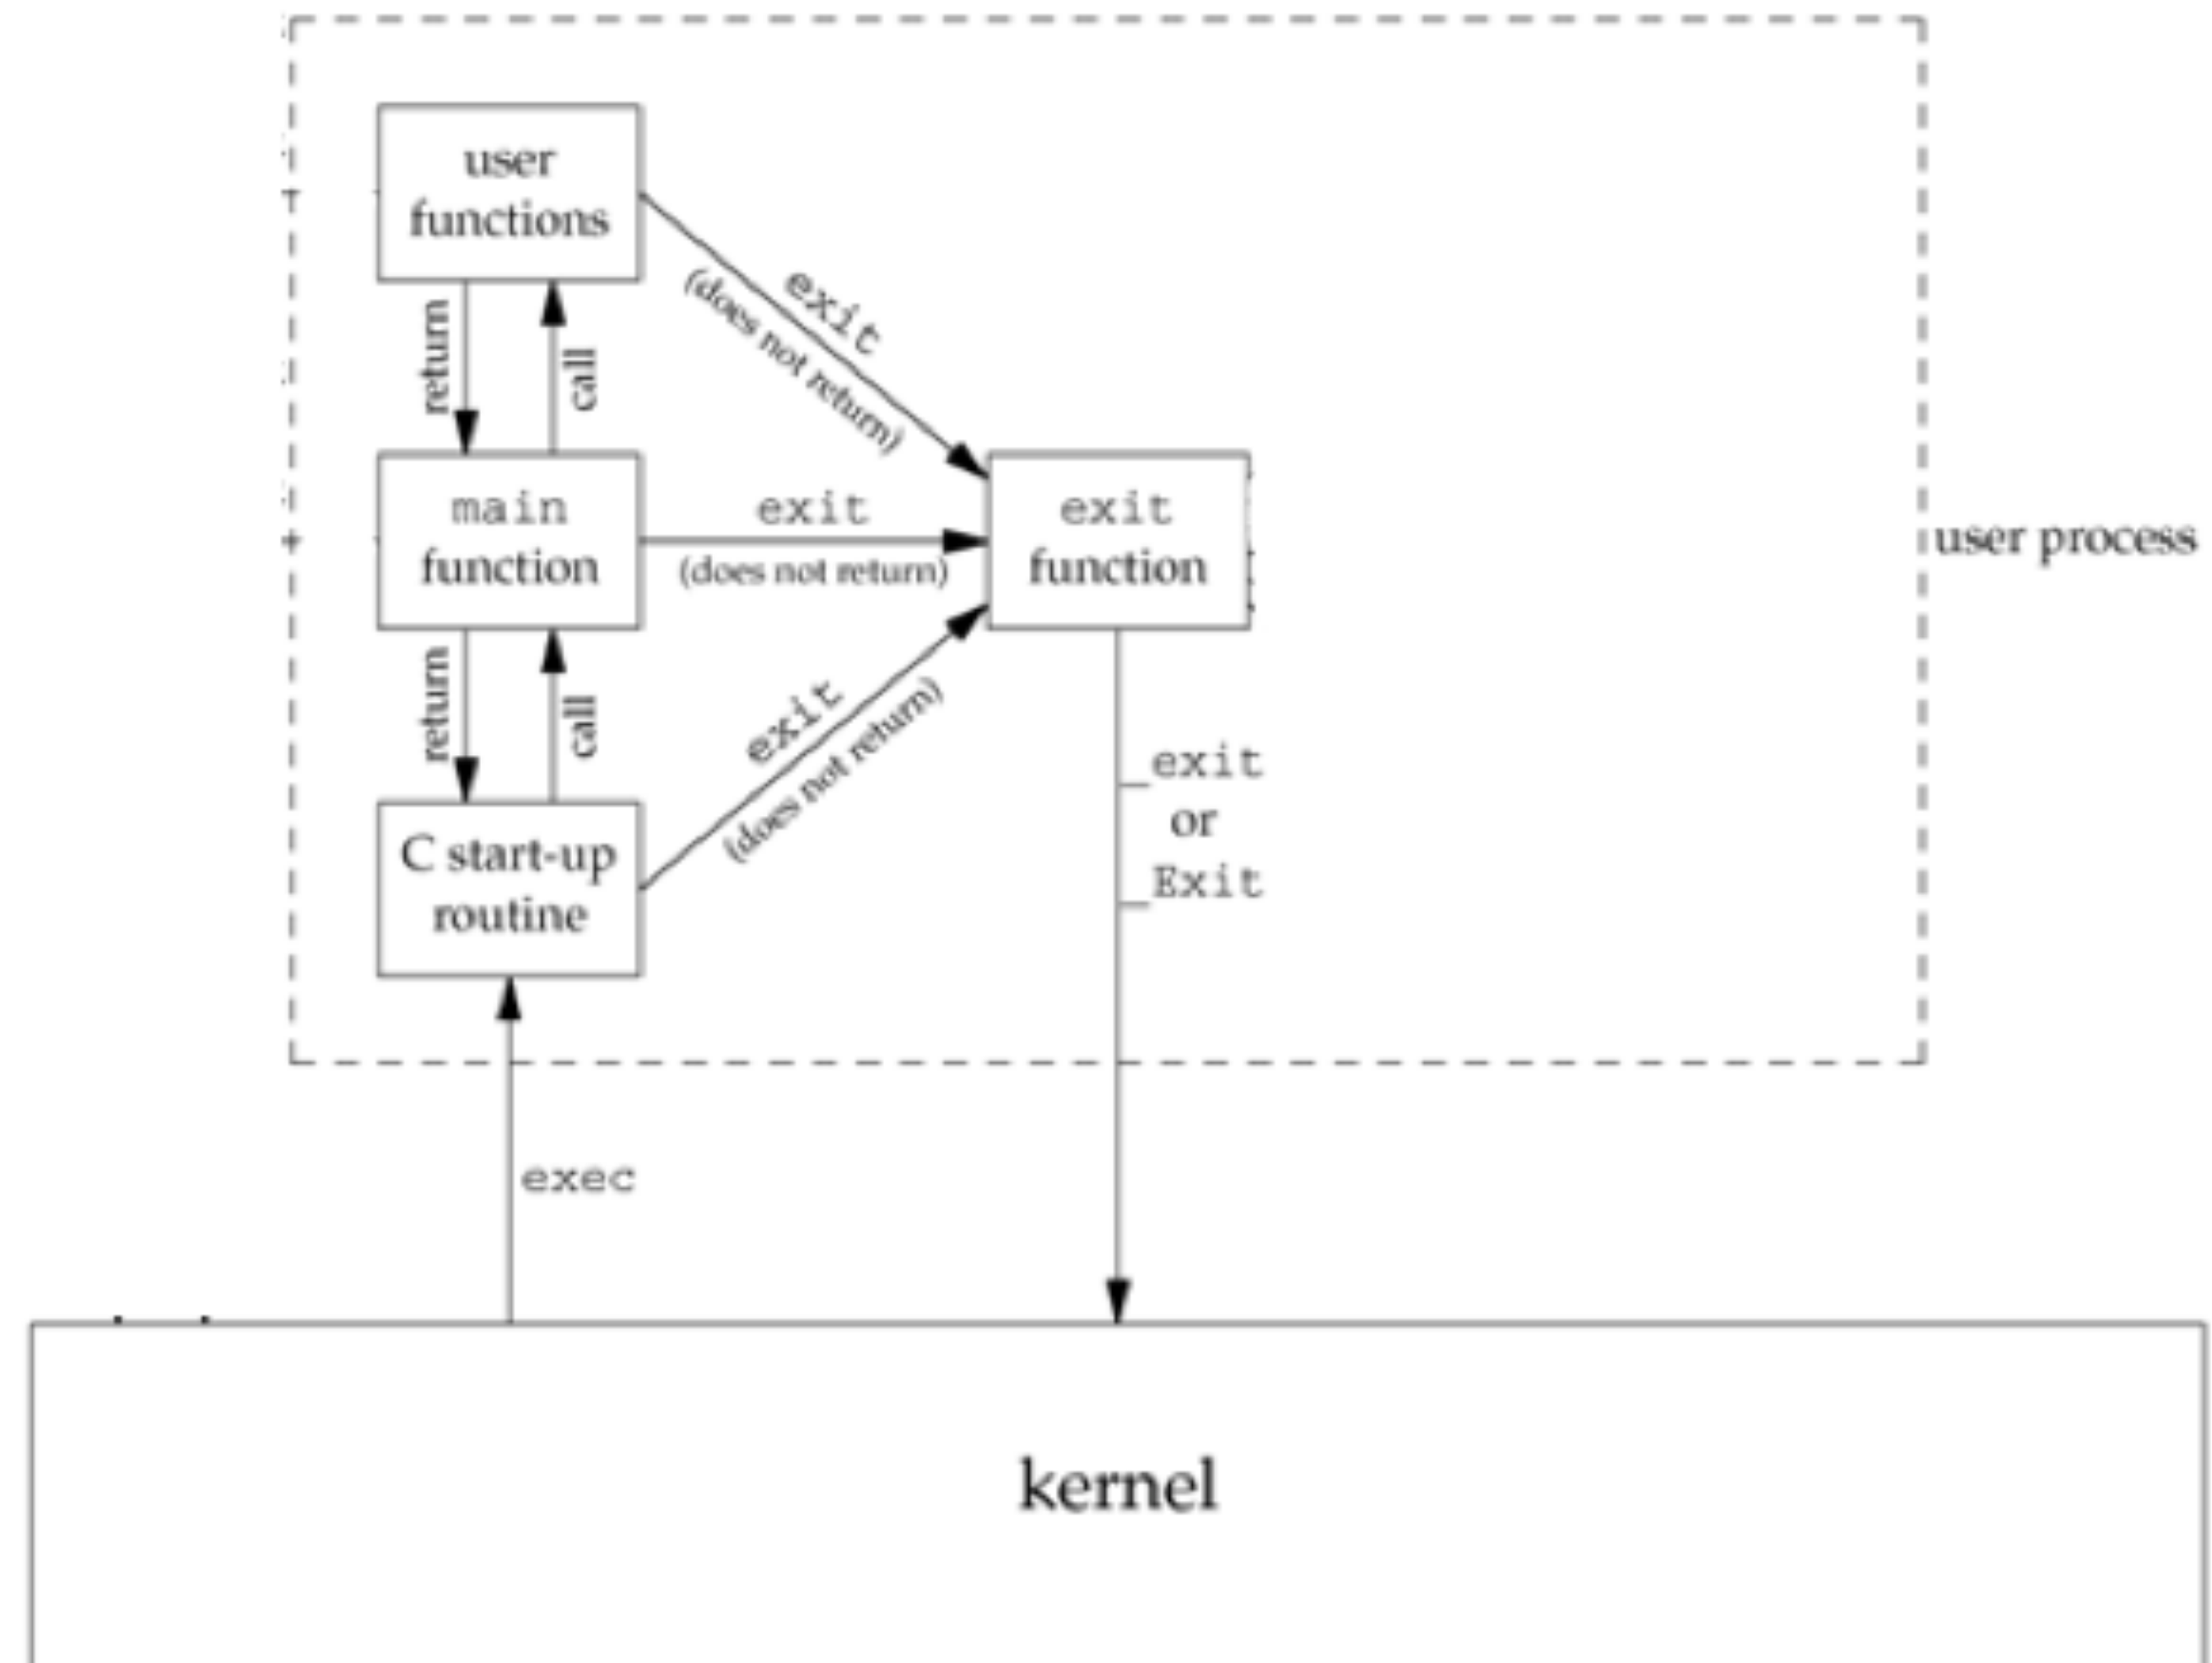 user
functions
return
call
exit
(does not return)
main
function
exit
(does not return)
exit
function
user process
return
call
exit
(does not return)
_exit
or
_Exit
C start-up
routine
exec
kernel